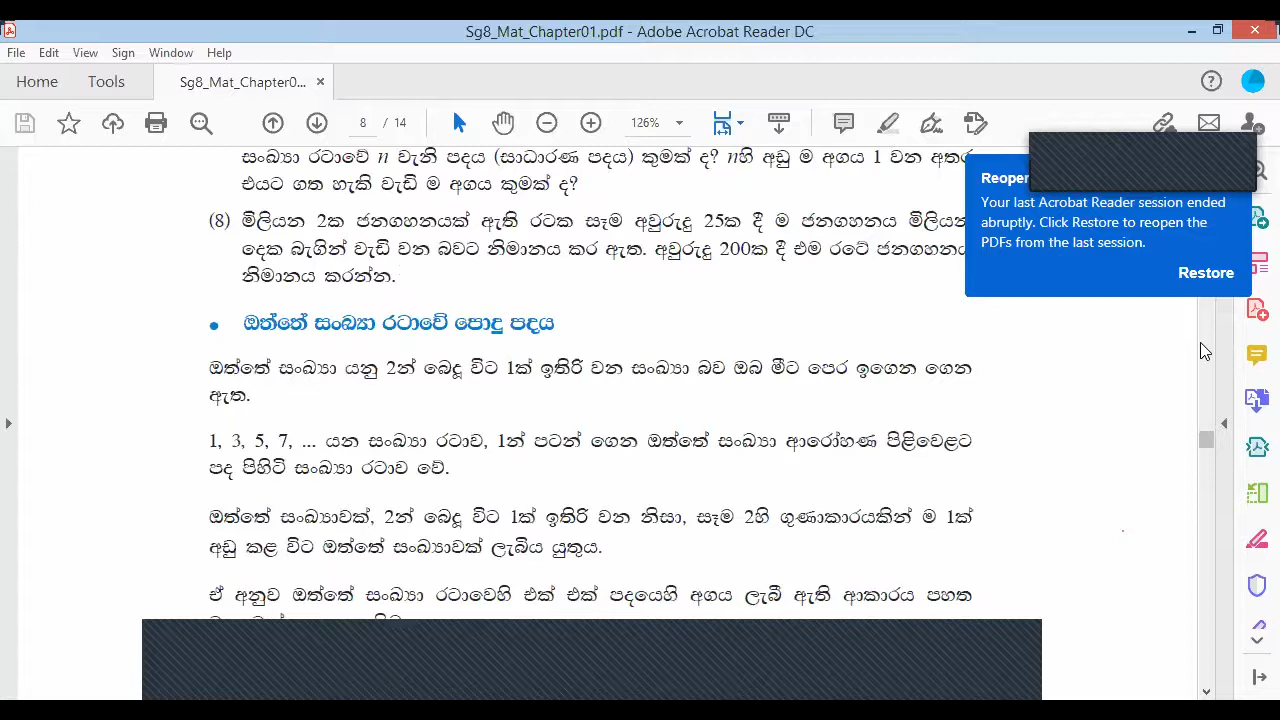 Sg8_Mat_Chapter01.pdf - Adobe Acrobat Reader DC
File Edit View Sign Window Help
Home Tools Sg8_Mat_Chapter0... ×
8 / 14 126%
සංඛ්‍යා රටාවේ n වැනි පදය (සාධාරණ පදය) කුමක් ද? nහි අඩු ම අගය 1 වන අතර
එයට ගත හැකි වැඩි ම අගය කුමක් ද?
(8) මිලියන 2ක ජනගහනයක් ඇති රටක සෑම අවුරුදු 25ක දී ම ජනගහනය මිලියන
දෙක බැගින් වැඩි වන බවට නිමානය කර ඇත. අවුරුදු 200ක දී එම රටේ ජනගහනය
නිමානය කරන්න.
Your last Acrobat Reader session ended
abruptly. Click Restore to reopen the
PDFs from the last session.
Restore
• ඔත්තේ සංඛ්‍යා රටාවේ පොදු පදය
ඔත්තේ සංඛ්‍යා යනු 2න් බෙදූ විට 1ක් ඉතිරි වන සංඛ්‍යා බව ඔබ මීට පෙර ඉගෙන ගෙන
ඇත.
1, 3, 5, 7, ... යන සංඛ්‍යා රටාව, 1න් පටන් ගෙන ඔත්තේ සංඛ්‍යා ආරෝහණ පිළිවෙළට
පද පිහිටි සංඛ්‍යා රටාව වේ.
ඔත්තේ සංඛ්‍යාවක්, 2න් බෙදූ විට 1ක් ඉතිරි වන නිසා, සෑම 2හි ගුණාකාරයකින් ම 1ක්
අඩු කළ විට ඔත්තේ සංඛ්‍යාවක් ලැබිය යුතුය.
ඒ අනුව ඔත්තේ සංඛ්‍යා රටාවෙහි එක් එක් පදයෙහි අගය ලැබී ඇති ආකාරය පහත